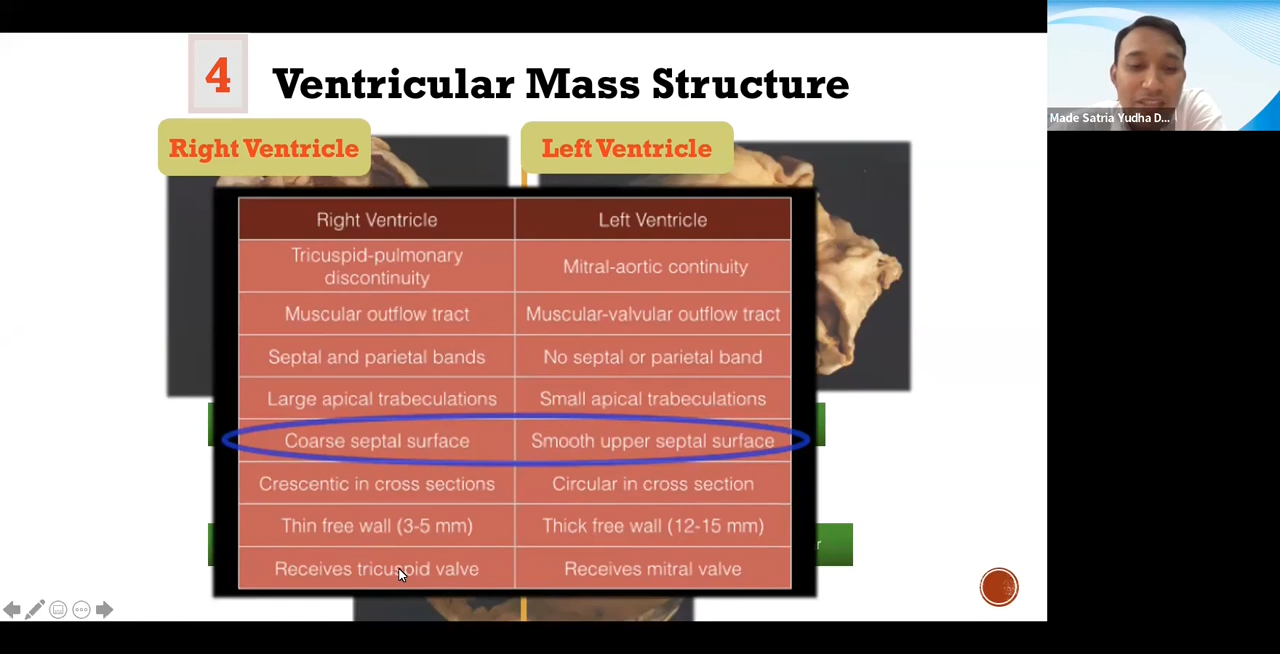 4
Ventricular Mass Structure
Made Satria Yudha D...
Right Ventricle
Left Ventricle
Right Ventricle
Left Ventricle
Tricuspid-pulmonary
discontinuity
Mitral-aortic continuity
Muscular outflow tract
Muscular-valvular outflow tract
Septal and parietal bands
No septal or parietal band
Large apical trabeculations
Small apical trabeculations
Coarse septal surface
Smooth upper septal surface
Crescentic in cross sections
Circular in cross section
Thin free wall (3-5 mm)
Thick free wall (12-15 mm)
Receives tricuspid valve
Receives mitral valve